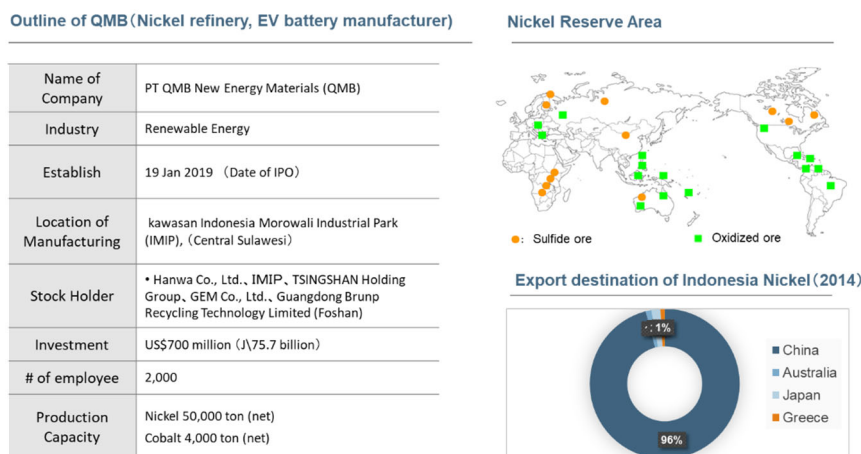 Outline of QMB(Nickel refinery, EV battery manufacturer)
Name of
Company
PT QMB New Energy Materials (QMB)
Industry
Renewable Energy
Establish
19 Jan 2019 （Date of IPO）
Location of
Manufacturing
kawasan Indonesia Morowali Industrial Park
(IMIP),（Central Sulawesi）
Stock Holder
• Hanwa Co., Ltd.、IMIP、TSINGSHAN Holding
Group、GEM Co., Ltd.、Guangdong Brunp
Recycling Technology Limited (Foshan)
Investment
US$700 million（J\75.7 billion）
# of employee
2,000
Production
Capacity
Nickel 50,000 ton (net)
Cobalt 4,000 ton (net)
Nickel Reserve Area
: Sulfide ore
Oxidized ore
Export destination of Indonesia Nickel(2014)
1%
96%
China
Australia
Japan
Greece